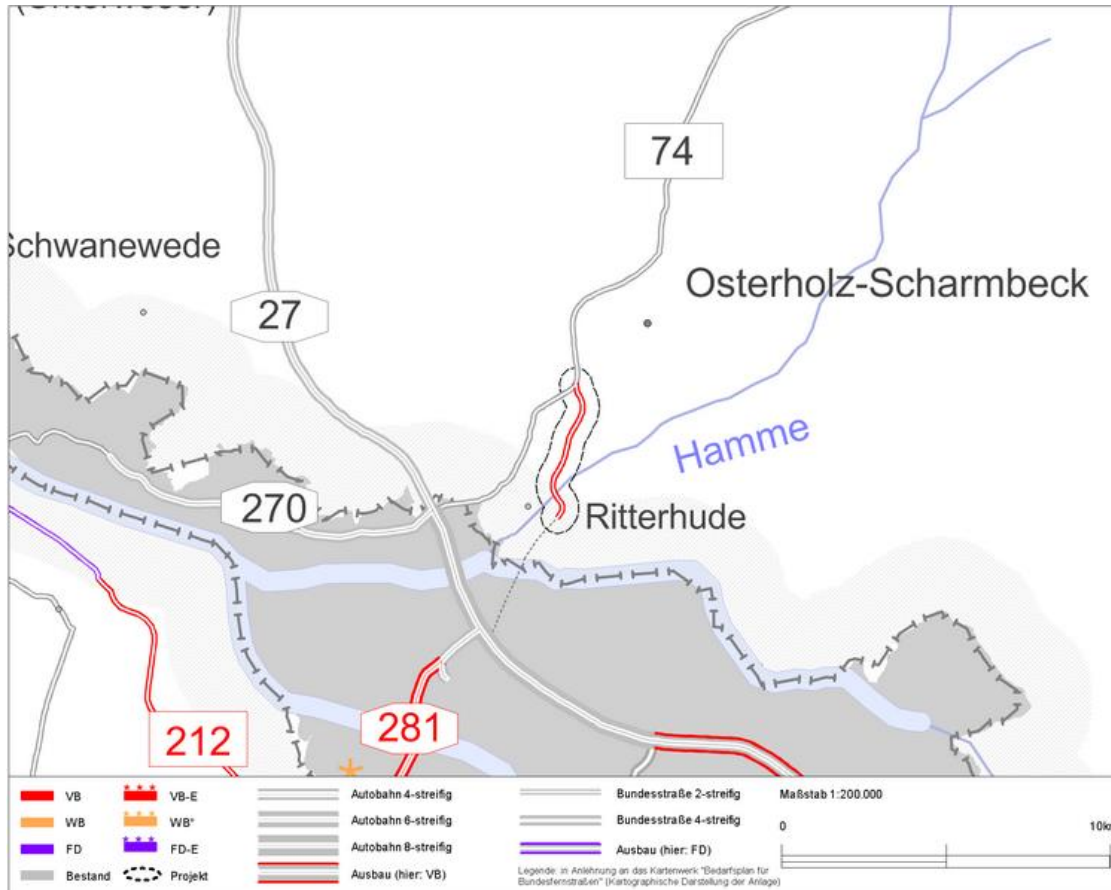 (Unterweser)
74
Schwanewede
Osterholz-Scharmbeck
27
Hamme
270
Ritterhude
281
212
VB
VB-E
WB
WB*
FD
FD-E
Bestand
Projekt
Autobahn 4-streifig
Autobahn 6-streifig
Autobahn 8-streifig
Ausbau (hier: VB)
Bundesstraße 2-streifig
Bundesstraße 4-streifig
Ausbau (hier: FD)
Legende: in Anlehnung an das Kartenwerk "Bedarfsplan für
Bundesfernstraßen" (Kartographische Darstellung der Anlage)
Maßstab 1:200.000
0
10km